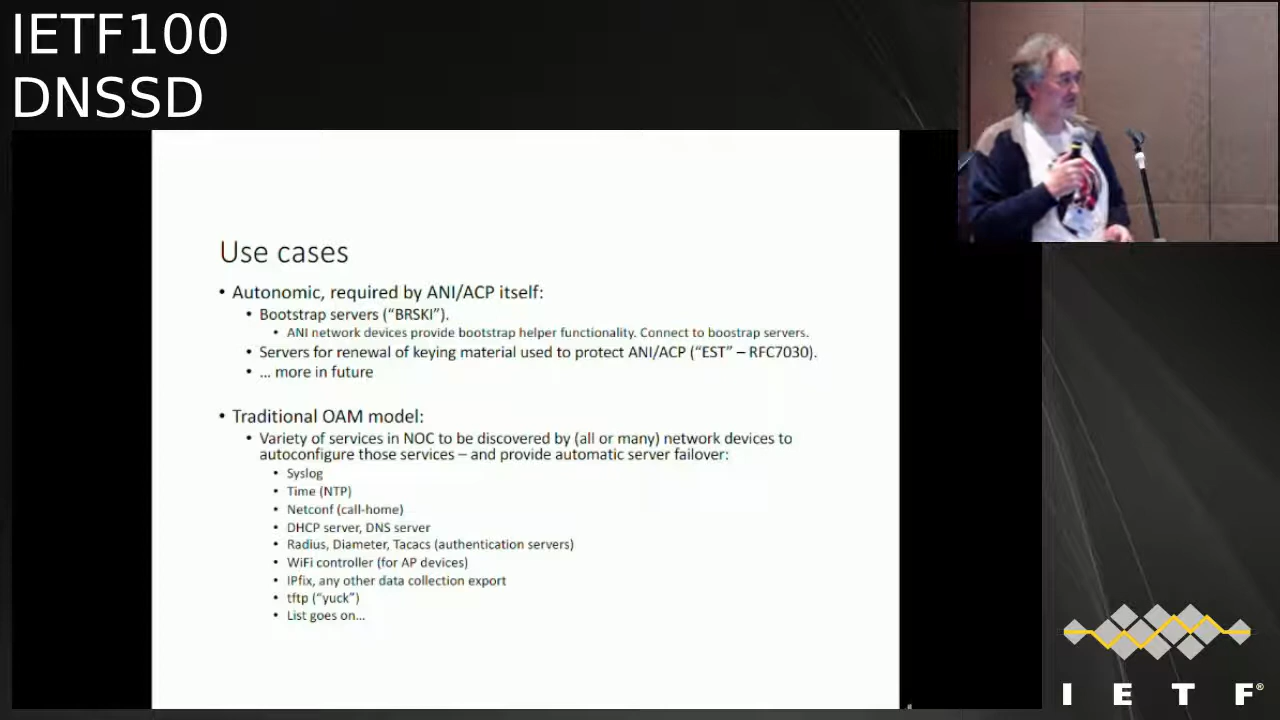 IETF100
DNSSD
Use cases
• Autonomic, required by ANI/ACP itself:
• Bootstrap servers (“BRSKI”).
• ANI network devices provide bootstrap helper functionality. Connect to boostrap servers.
• Servers for renewal of keying material used to protect ANI/ACP (“EST” – RFC7030).
• … more in future
• Traditional OAM model:
• Variety of services in NOC to be discovered by (all or many) network devices to
autoconfigure those services – and provide automatic server failover:
• Syslog
• Time (NTP)
• Netconf (call-home)
• DHCP server, DNS server
• Radius, Diameter, Tacacs (authentication servers)
• WiFi controller (for AP devices)
• IPfix, any other data collection export
• tftp (“yuck”)
• List goes on…
I E T F®